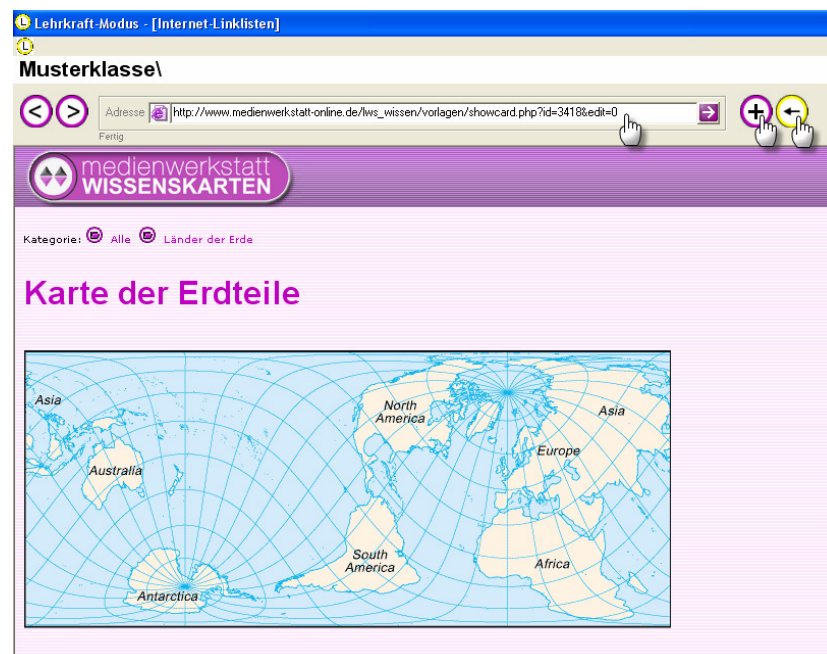 L Lehrkraft-Modus - [Internet-Linklisten]
L
Musterklasse\
< > Adresse http://www.medienwerkstatt-online.de/lws_wissen/vorlagen/showcard.php?id=3418&edit=0
Fertig
medienwerkstatt
WISSENSKARTEN
Kategorie: Alle Länder der Erde
Karte der Erdteile
Asia
North
America
Asia
Europe
Australia
South
America
Africa
Antarctica